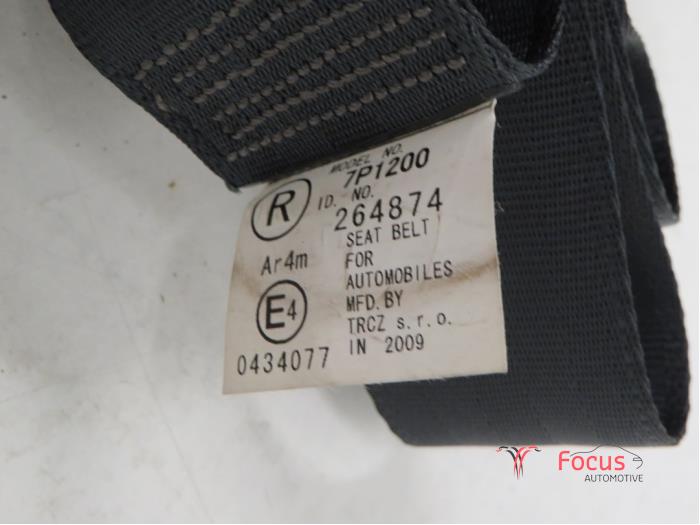 MODEL NO.
7P1200
R
ID. NO.
264874
Ar4m
SEAT BELT
FOR
AUTOMOBILES
E4
MFD. BY
TRCZ s.r.o.
0434077
IN 2009
Focus
AUTOMOTIVE